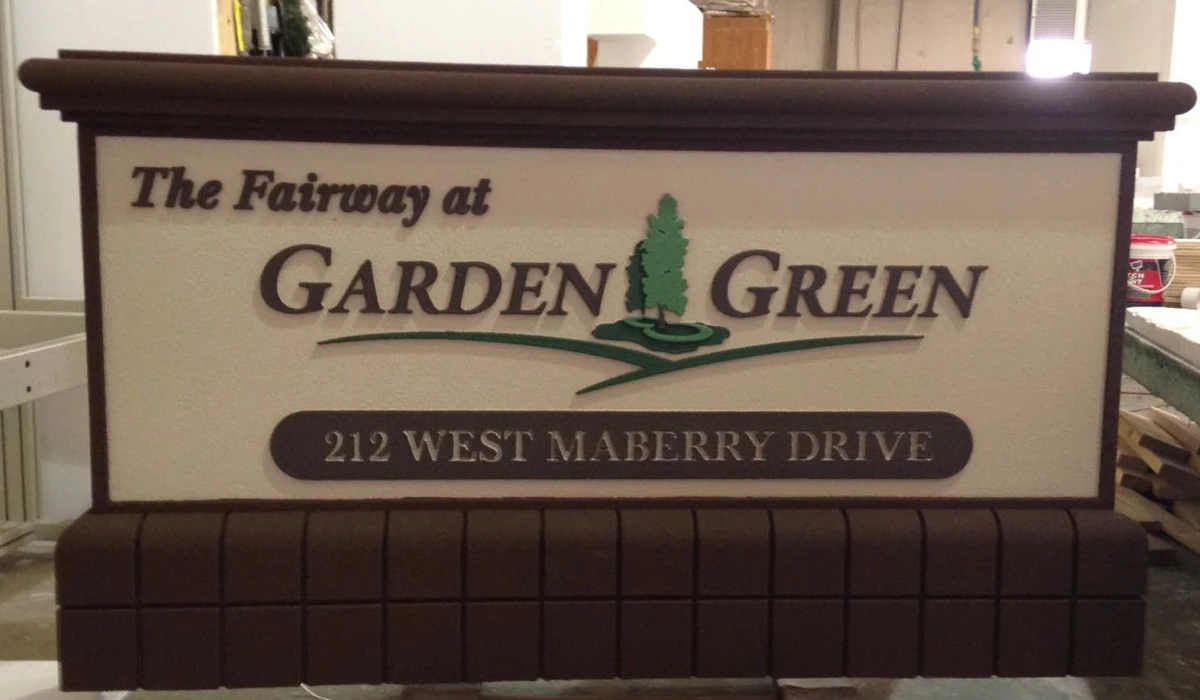 The Fairway at
GARDEN GREEN
212 WEST MABERRY DRIVE